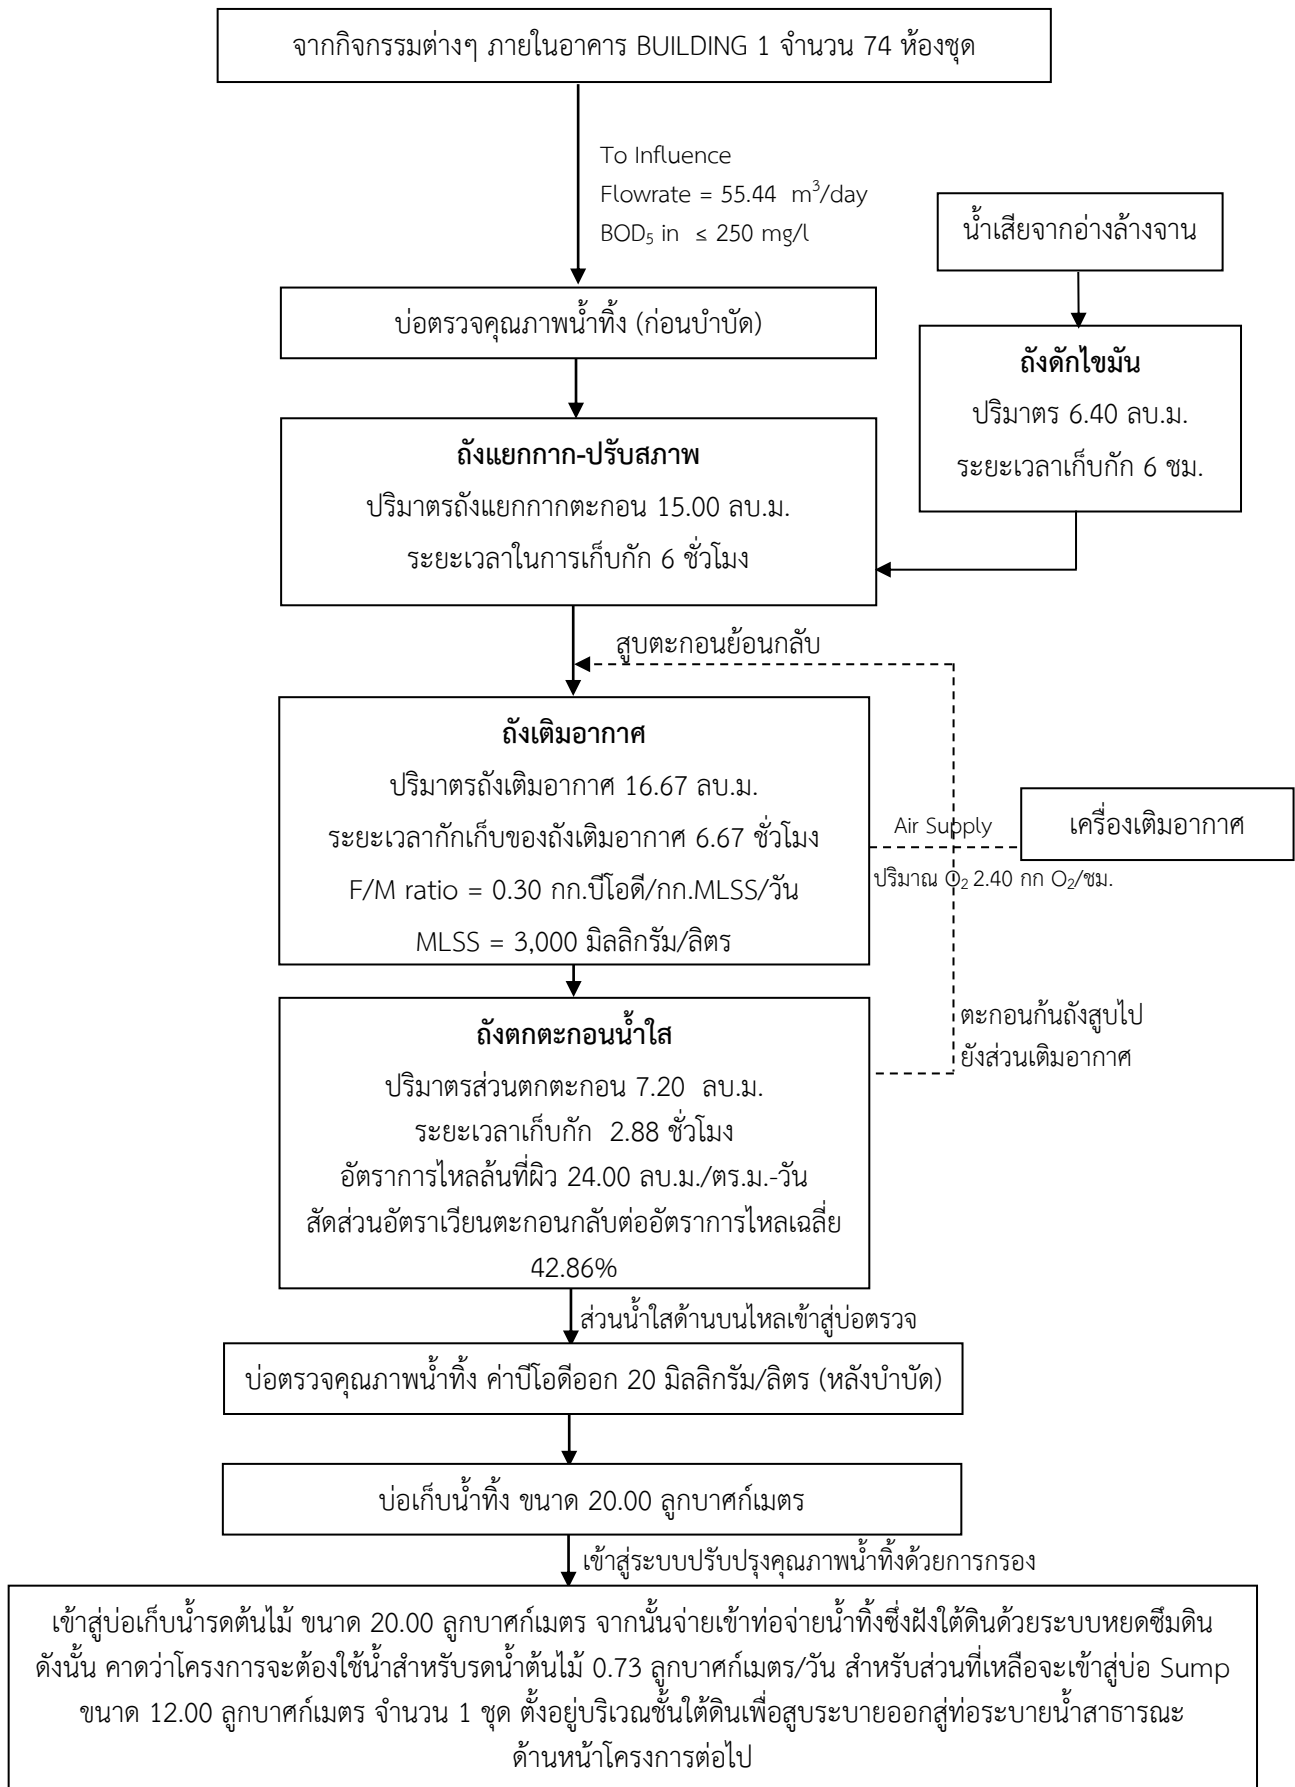 จากกิจกรรมต่างๆ ภายในอาคาร BUILDING 1 จำนวน 74 ห้องชุด
To Influence
Flowrate = 55.44 m³/day
BOD₅ in ≤ 250 mg/l
น้ำเสียจากอ่างล้างจาน
บ่อตรวจคุณภาพน้ำทิ้ง (ก่อนบำบัด)
ถังดักไขมัน
ปริมาตร 6.40 ลบ.ม.
ระยะเวลาเก็บกัก 6 ชม.
ถังแยกกาก-ปรับสภาพ
ปริมาตรถังแยกกากตะกอน 15.00 ลบ.ม.
ระยะเวลาในการเก็บกัก 6 ชั่วโมง
สูบตะกอนย้อนกลับ
ถังเติมอากาศ
ปริมาตรถังเติมอากาศ 16.67 ลบ.ม.
ระยะเวลากักเก็บของถังเติมอากาศ 6.67 ชั่วโมง
F/M ratio = 0.30 กก.บีโอดี/กก.MLSS/วัน
MLSS = 3,000 มิลลิกรัม/ลิตร
Air Supply
เครื่องเติมอากาศ
ปริมาณ O₂ 2.40 กก O₂/ชม.
ถังตกตะกอนน้ำใส
ปริมาตรส่วนตกตะกอน 7.20 ลบ.ม.
ระยะเวลาเก็บกัก 2.88 ชั่วโมง
อัตราการไหลล้นที่ผิว 24.00 ลบ.ม./ตร.ม.-วัน
สัดส่วนอัตราเวียนตะกอนกลับต่ออัตราการไหลเฉลี่ย
42.86%
ตะกอนก้นถังสูบไป
ยังส่วนเติมอากาศ
ส่วนน้ำใสด้านบนไหลเข้าสู่บ่อตรวจ
บ่อตรวจคุณภาพน้ำทิ้ง ค่าบีโอดีออก 20 มิลลิกรัม/ลิตร (หลังบำบัด)
บ่อเก็บน้ำทิ้ง ขนาด 20.00 ลูกบาศก์เมตร
เข้าสู่ระบบปรับปรุงคุณภาพน้ำทิ้งด้วยการกรอง
เข้าสู่บ่อเก็บน้ำรดต้นไม้ ขนาด 20.00 ลูกบาศก์เมตร จากนั้นจ่ายเข้าท่อจ่ายน้ำทิ้งซึ่งฝังใต้ดินด้วยระบบหยดซึมดิน
ดังนั้น คาดว่าโครงการจะต้องใช้น้ำสำหรับรดน้ำต้นไม้ 0.73 ลูกบาศก์เมตร/วัน สำหรับส่วนที่เหลือจะเข้าสู่บ่อ Sump
ขนาด 12.00 ลูกบาศก์เมตร จำนวน 1 ชุด ตั้งอยู่บริเวณชั้นใต้ดินเพื่อสูบระบายออกสู่ท่อระบายน้ำสาธารณะ
ด้านหน้าโครงการต่อไป